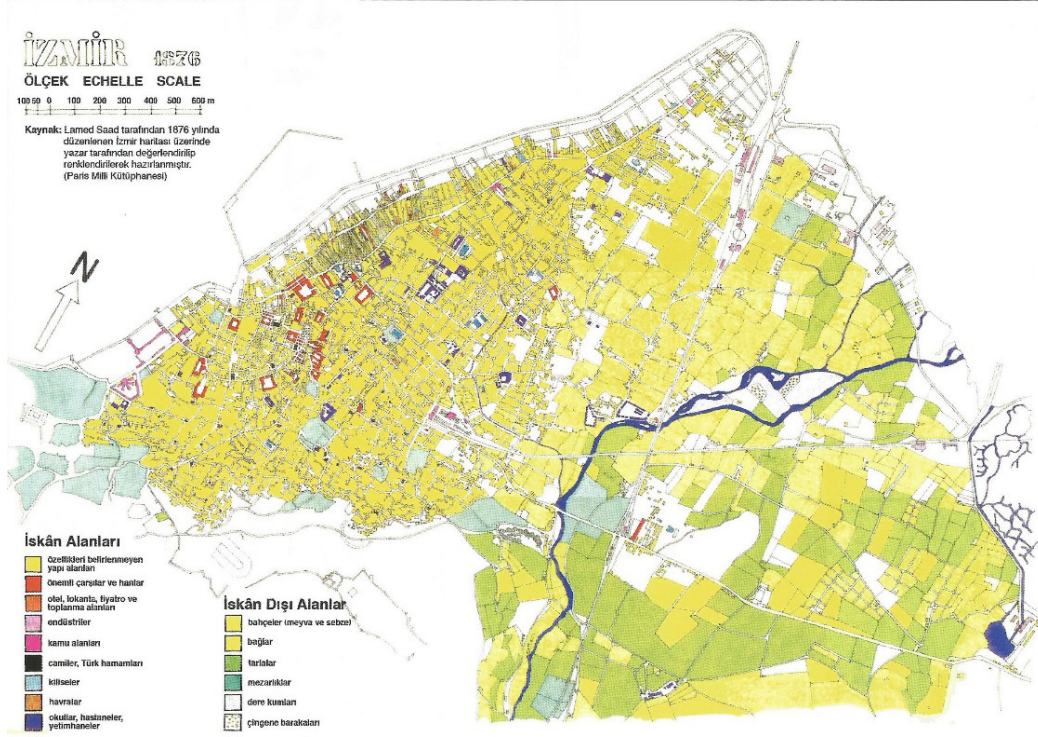 İZMİR 1876
ÖLÇEK ECHELLE SCALE
100 50 0 100 200 300 400 500 600 m
Kaynak: Lamed Saad tarafından 1876 yılında
düzenlenen İzmir haritası üzerinde
yazar tarafından değerlendirilip
renklendirilerek hazırlanmıştır.
(Paris Milli Kütüphanesi)
N
İskân Alanları
özellikleri belirlenmeyen
yapı alanları
önemli çarşılar ve hanlar
otel, lokanta, tiyatro ve
toplanma alanları
endüstriler
kamu alanları
camiler, Türk hamamları
kiliseler
havralar
okullar, hastaneler,
yetimhaneler
İskân Dışı Alanlar
bahçeler (meyva ve sebze)
bağlar
tarlalar
mezarlıklar
dere kumları
çingene barakaları